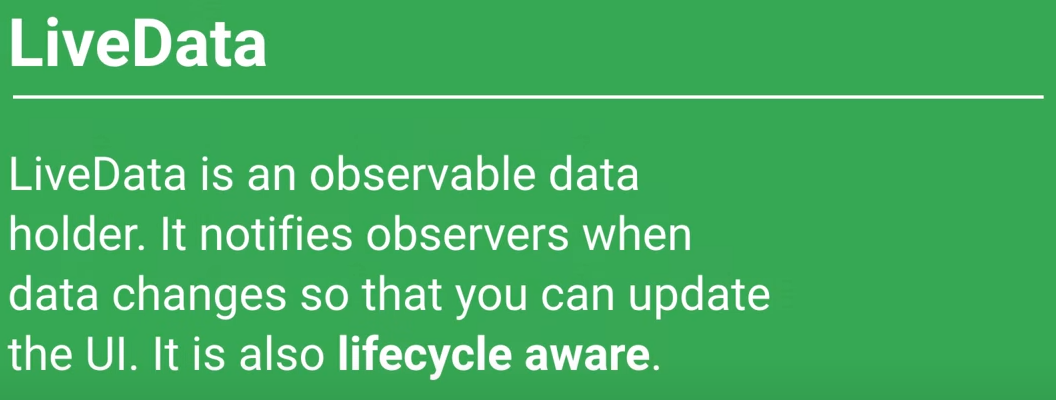 LiveData
LiveData is an observable data
holder. It notifies observers when
data changes so that you can update
the UI. It is also lifecycle aware.